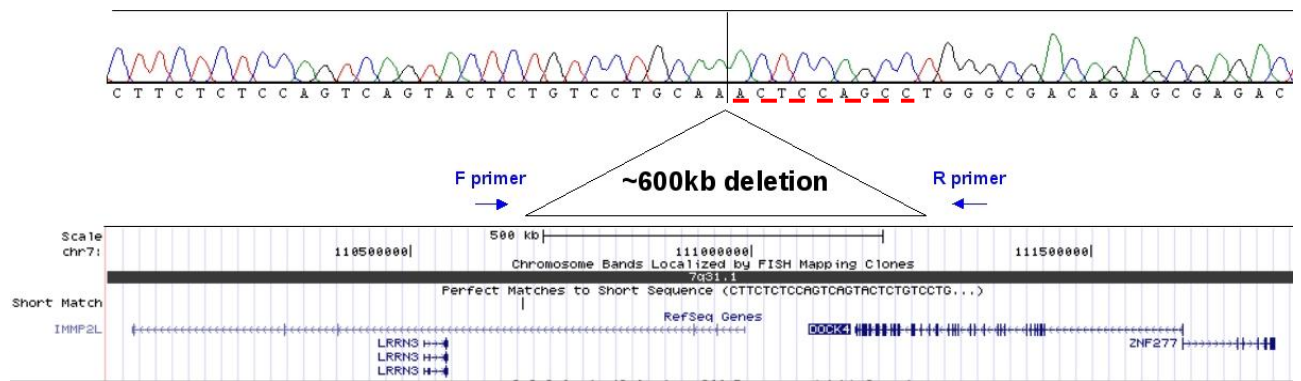 C T T C T C T C C A G T C A G T A C T C T G T C C T G C A A A C T C C A G C C T G G G C G A C A G A G C G A G A C
F primer ~600kb deletion R primer
Scale 500 kb
chr7: 110500000 111000000 111500000
Chromosome Bands Localized by FISH Mapping Clones
7q31.1
Perfect Matches to Short Sequence (CTTCTCTCCAGTCAGTACTCTGTCCTG...)
Short Match
RefSeq Genes
IMMP2L DOCK4
LRRN3 ZNF277
LRRN3
LRRN3